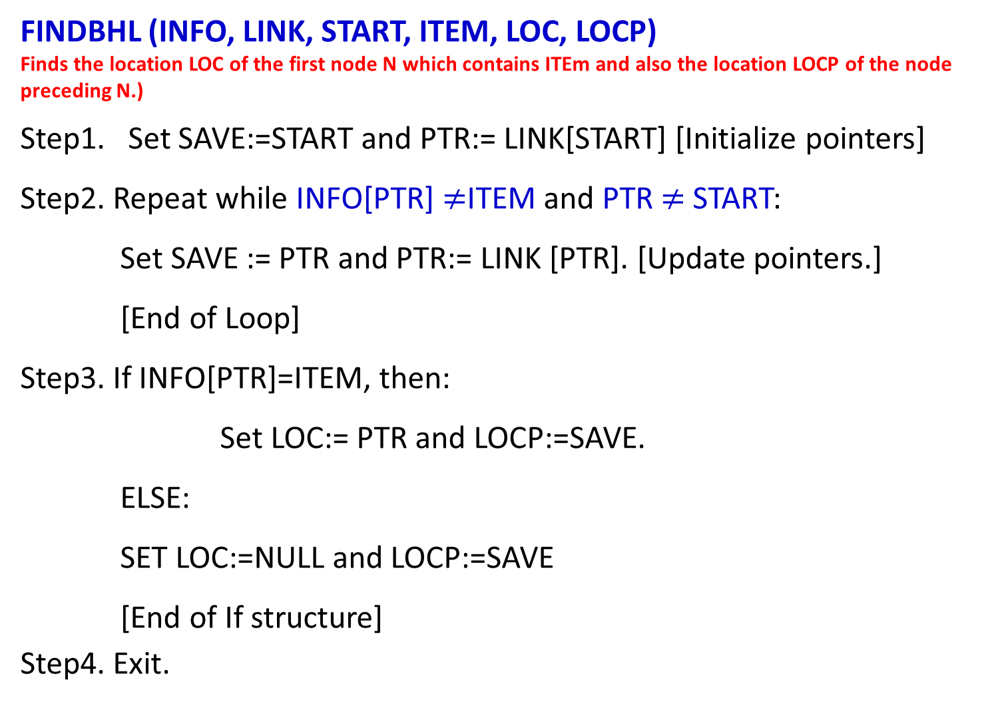 FINDBHL (INFO, LINK, START, ITEM, LOC, LOCP)
Finds the location LOC of the first node N which contains ITEm and also the location LOCP of the node
preceding N.)
Step1. Set SAVE:=START and PTR:= LINK[START] [Initialize pointers]
Step2. Repeat while INFO[PTR] ≠ITEM and PTR ≠ START:
Set SAVE := PTR and PTR:= LINK [PTR]. [Update pointers.]
[End of Loop]
Step3. If INFO[PTR]=ITEM, then:
Set LOC:= PTR and LOCP:=SAVE.
ELSE:
SET LOC:=NULL and LOCP:=SAVE
[End of If structure]
Step4. Exit.